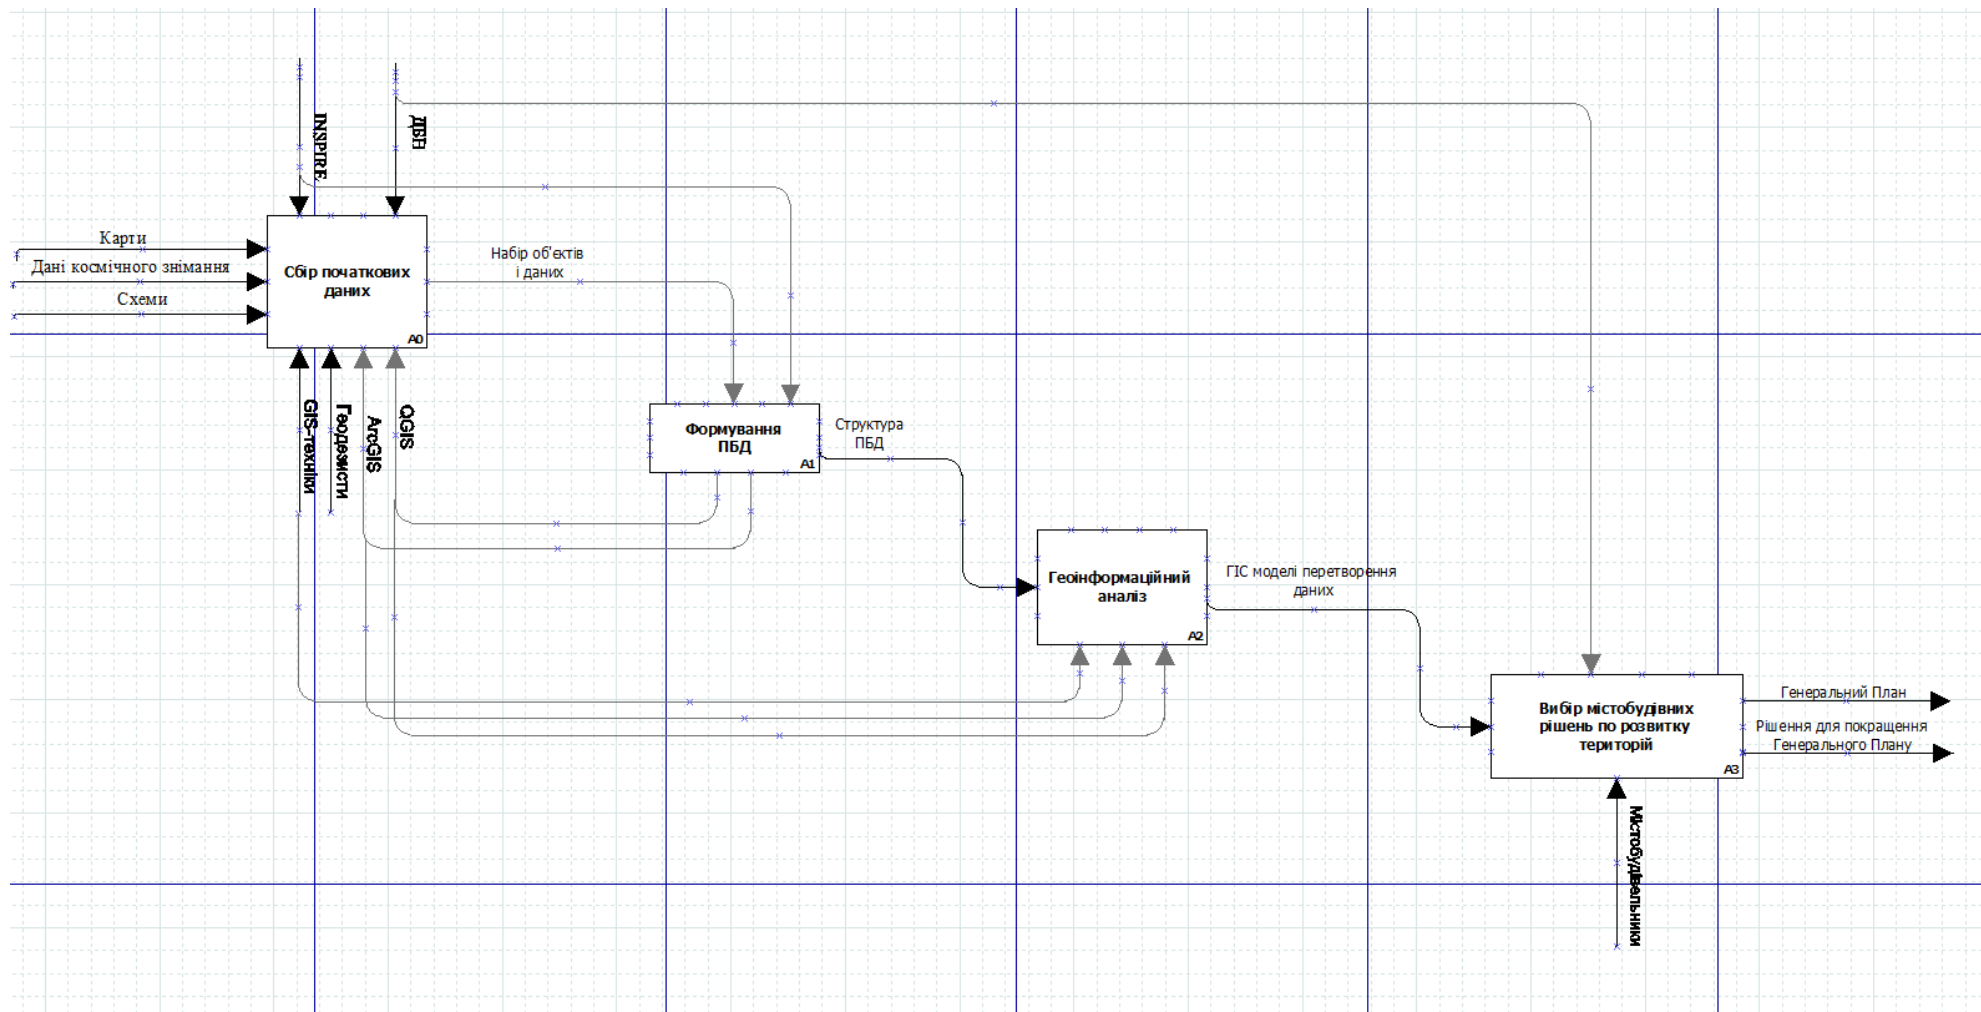 INSPIRE
ДБН
Карти
Дані космічного знімання
Схеми
Сбір початкових
даних
A0
Набір об'єктів
і даних
GIS-техніки
Геодезисти
ArcGIS
QGIS
Формування
ПБД
A1
Структура
ПБД
Геоінформаційний
аналіз
A2
ГІС моделі перетворення
даних
Вибір містобудівних
рішень по розвитку
територій
A3
Генеральний План
Рішення для покращення
Генерального Плану
Містобудівельники